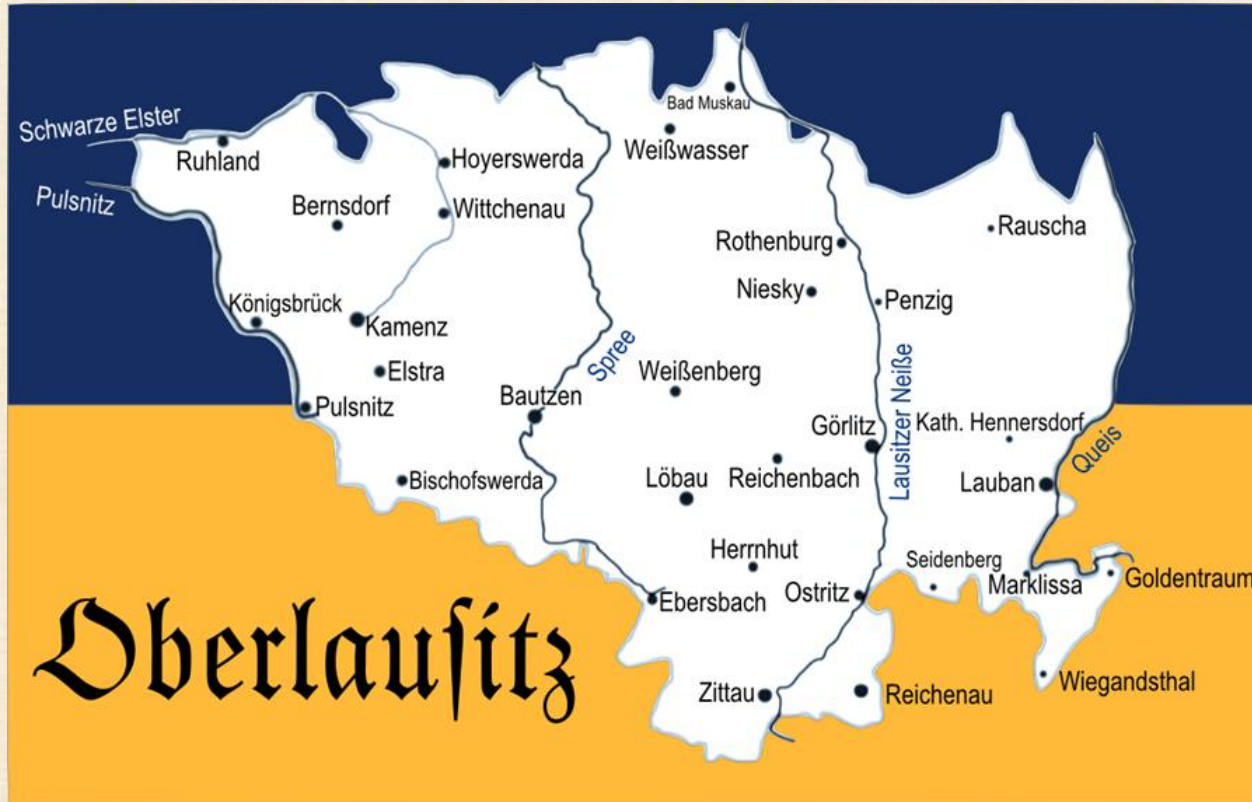 Bad Muskau
Schwarze Elster
Ruhland
Weißwasser
Hoyerswerda
Pulsnitz
Bernsdorf
Wittchenau
Rauscha
Rothenburg
Niesky
Penzig
Königsbrück
Kamenz
Spree
Elstra
Weißenberg
Lausitzer Neiße
Bautzen
Pulsnitz
Görlitz
Kath. Hennersdorf
Queis
Bischofswerda
Löbau
Reichenbach
Lauban
Herrnhut
Seidenberg
Marklissa
Goldentraum
Ebersbach
Ostritz
Oberlauſitz
Zittau
Reichenau
Wiegandsthal